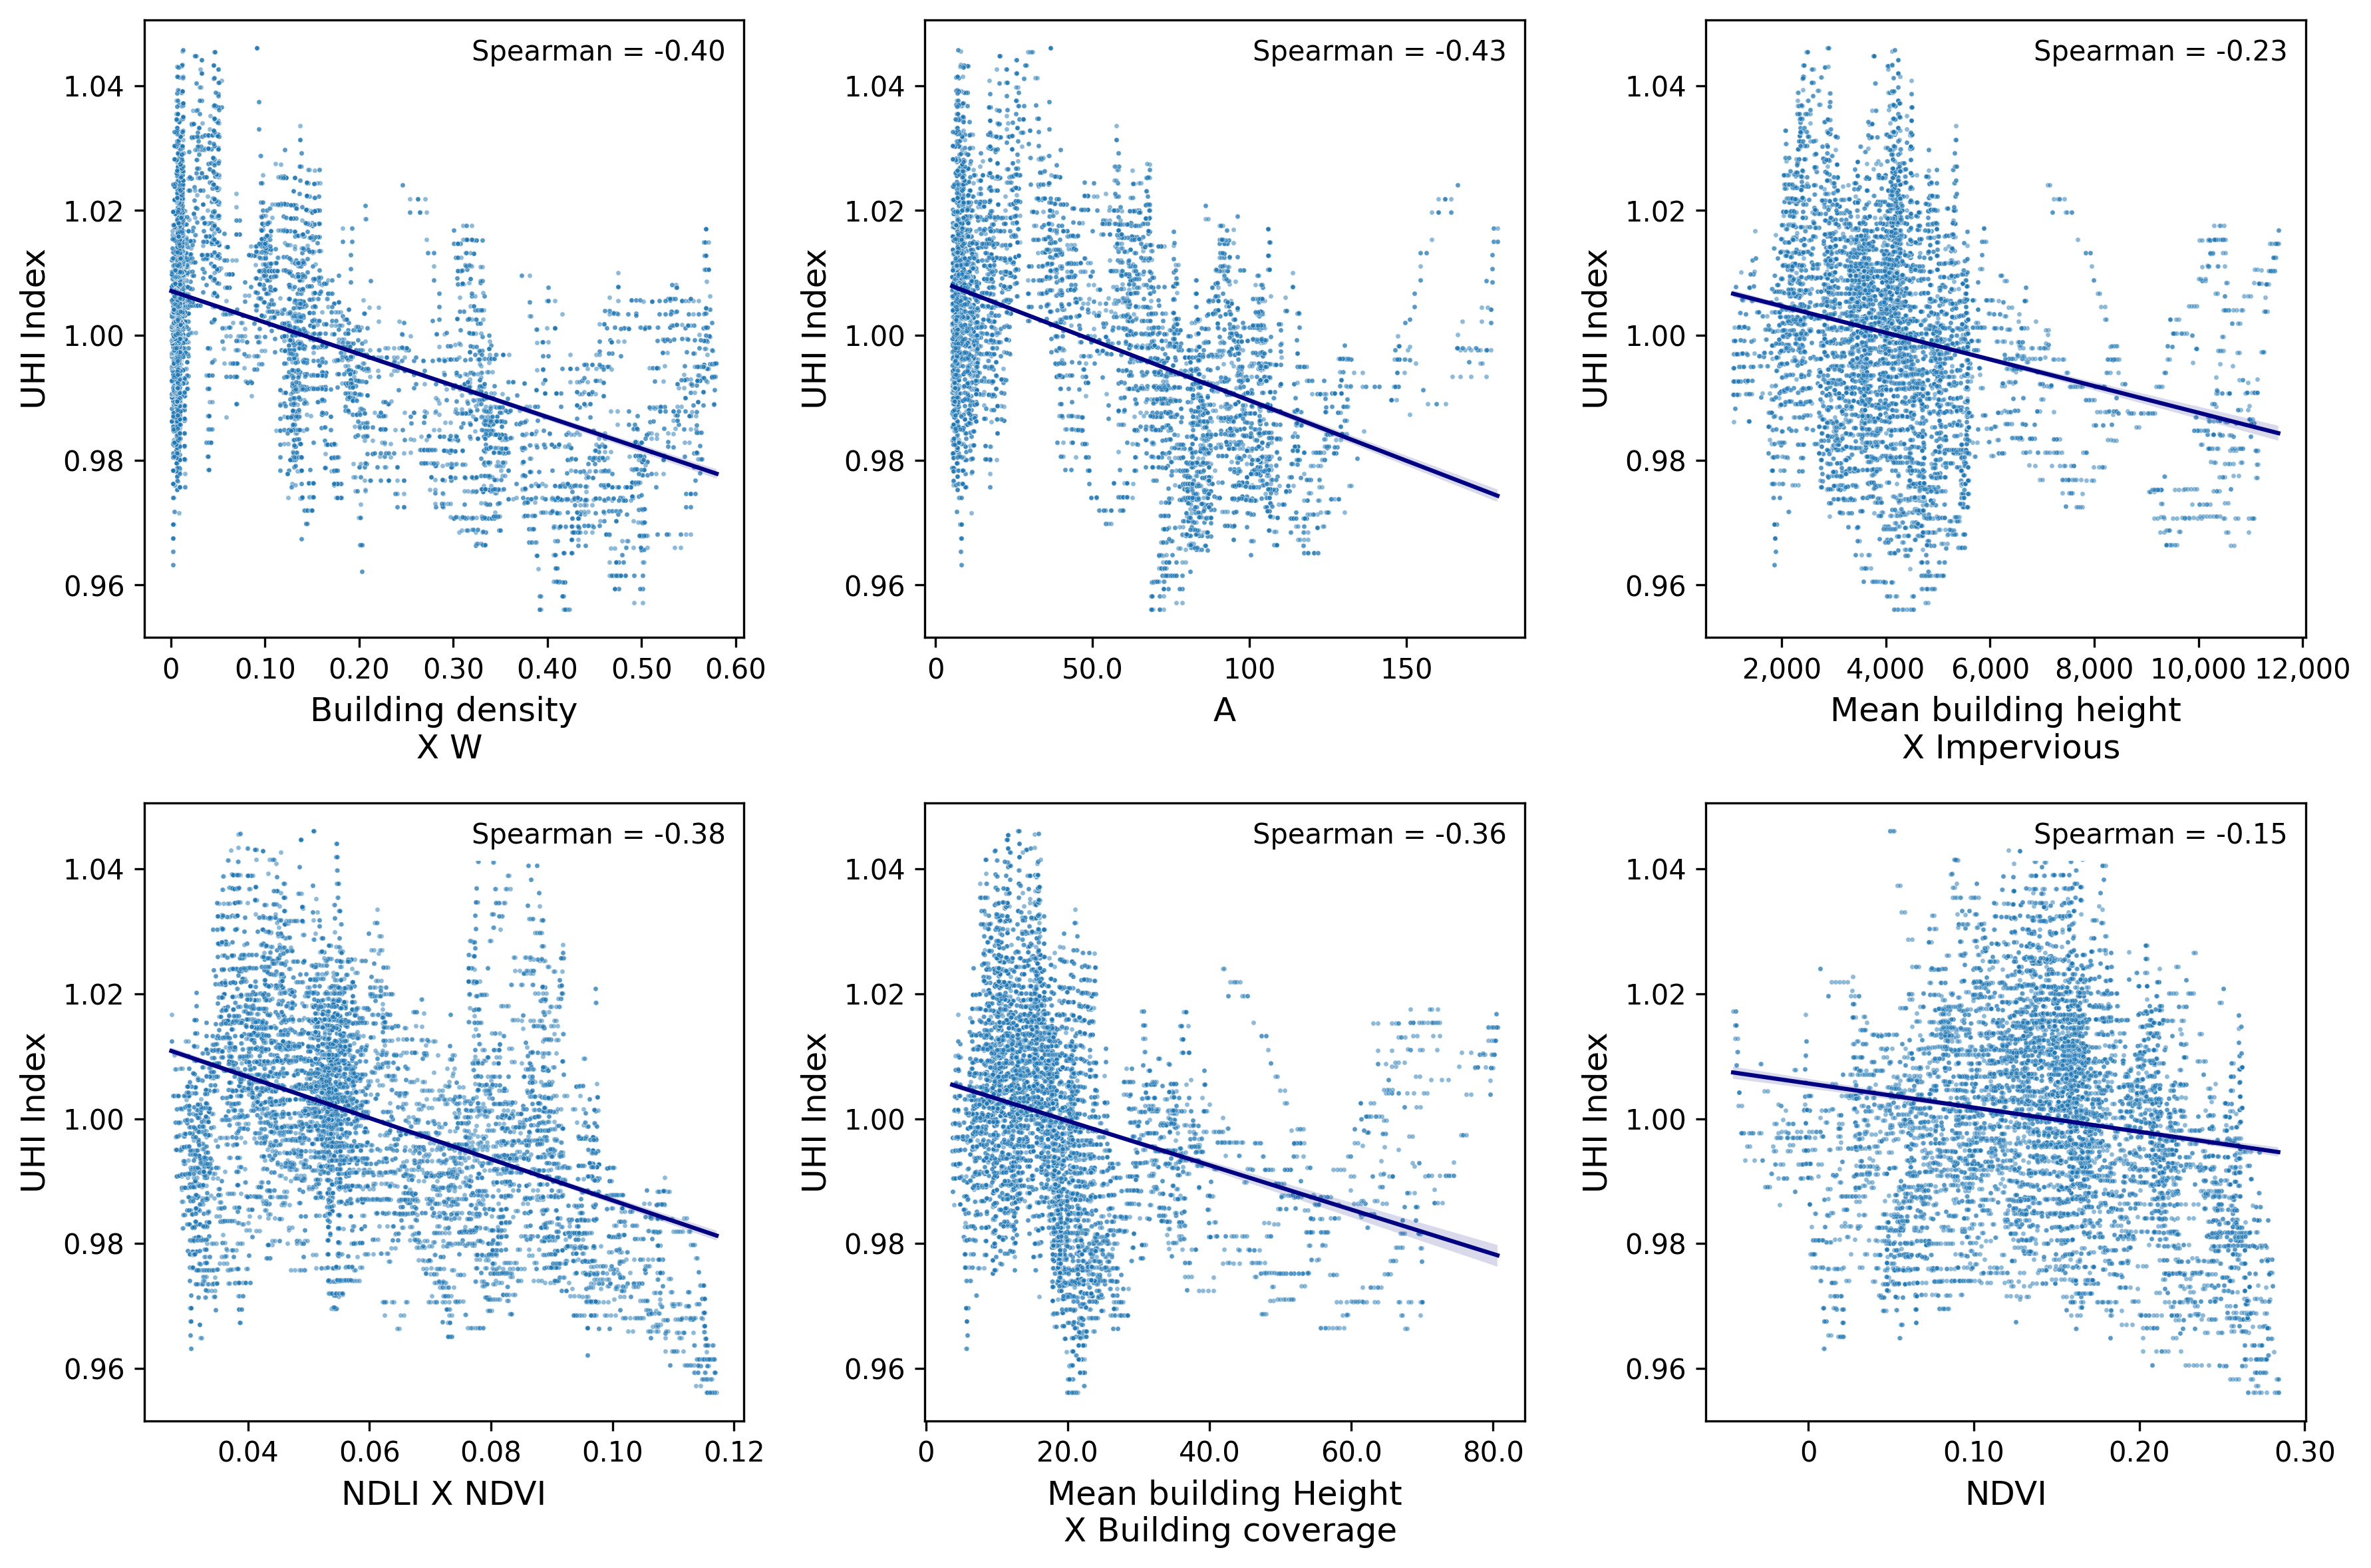 Spearman = -0.40
UHI Index
1.04
1.02
1.00
0.98
0.96
0 0.10 0.20 0.30 0.40 0.50 0.60
Building density
X W
Spearman = -0.43
UHI Index
1.04
1.02
1.00
0.98
0.96
0 50.0 100 150
A
Spearman = -0.23
UHI Index
1.04
1.02
1.00
0.98
0.96
2,000 4,000 6,000 8,000 10,000 12,000
Mean building height
X Impervious
Spearman = -0.38
UHI Index
1.04
1.02
1.00
0.98
0.96
0.04 0.06 0.08 0.10 0.12
NDLI X NDVI
Spearman = -0.36
UHI Index
1.04
1.02
1.00
0.98
0.96
0 20.0 40.0 60.0 80.0
Mean building Height
X Building coverage
Spearman = -0.15
UHI Index
1.04
1.02
1.00
0.98
0.96
0 0.10 0.20 0.30
NDVI